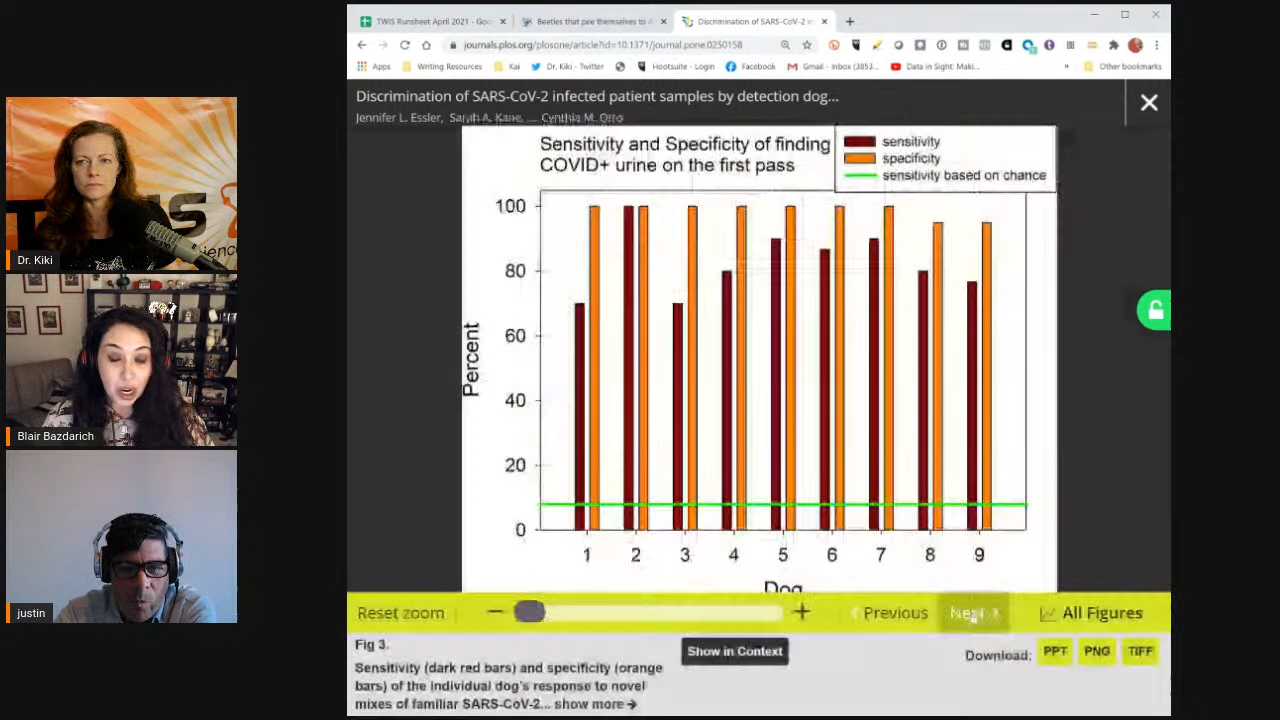 TWIS Runsheet April 2021 - Goo
Beetles that pee themselves to d
Discrimination of SARS-CoV-2 in
journals.plos.org/plosone/article?id=10.1371/journal.pone.0250158
Apps
Writing Resources
Kai
Dr. Kiki - Twitter
Hootsuite - Login
Facebook
Gmail - Inbox (3853...
Data in Sight: Maki...
»
Other bookmarks
Discrimination of SARS-CoV-2 infected patient samples by detection dog...
Jennifer L. Essler, Sarah A. Kane, ... Cynthia M. Otto
Sensitivity and Specificity of finding
COVID+ urine on the first pass
sensitivity
specificity
sensitivity based on chance
Percent
100
80
60
40
20
0
1 2 3 4 5 6 7 8 9
Dog
Reset zoom
Previous
Next
All Figures
Fig 3.
Show in Context
Download: PPT PNG TIFF
Sensitivity (dark red bars) and specificity (orange
bars) of the individual dog's response to novel
mixes of familiar SARS-CoV-2... show more →
Dr. Kiki
Blair Bazdarich
justin